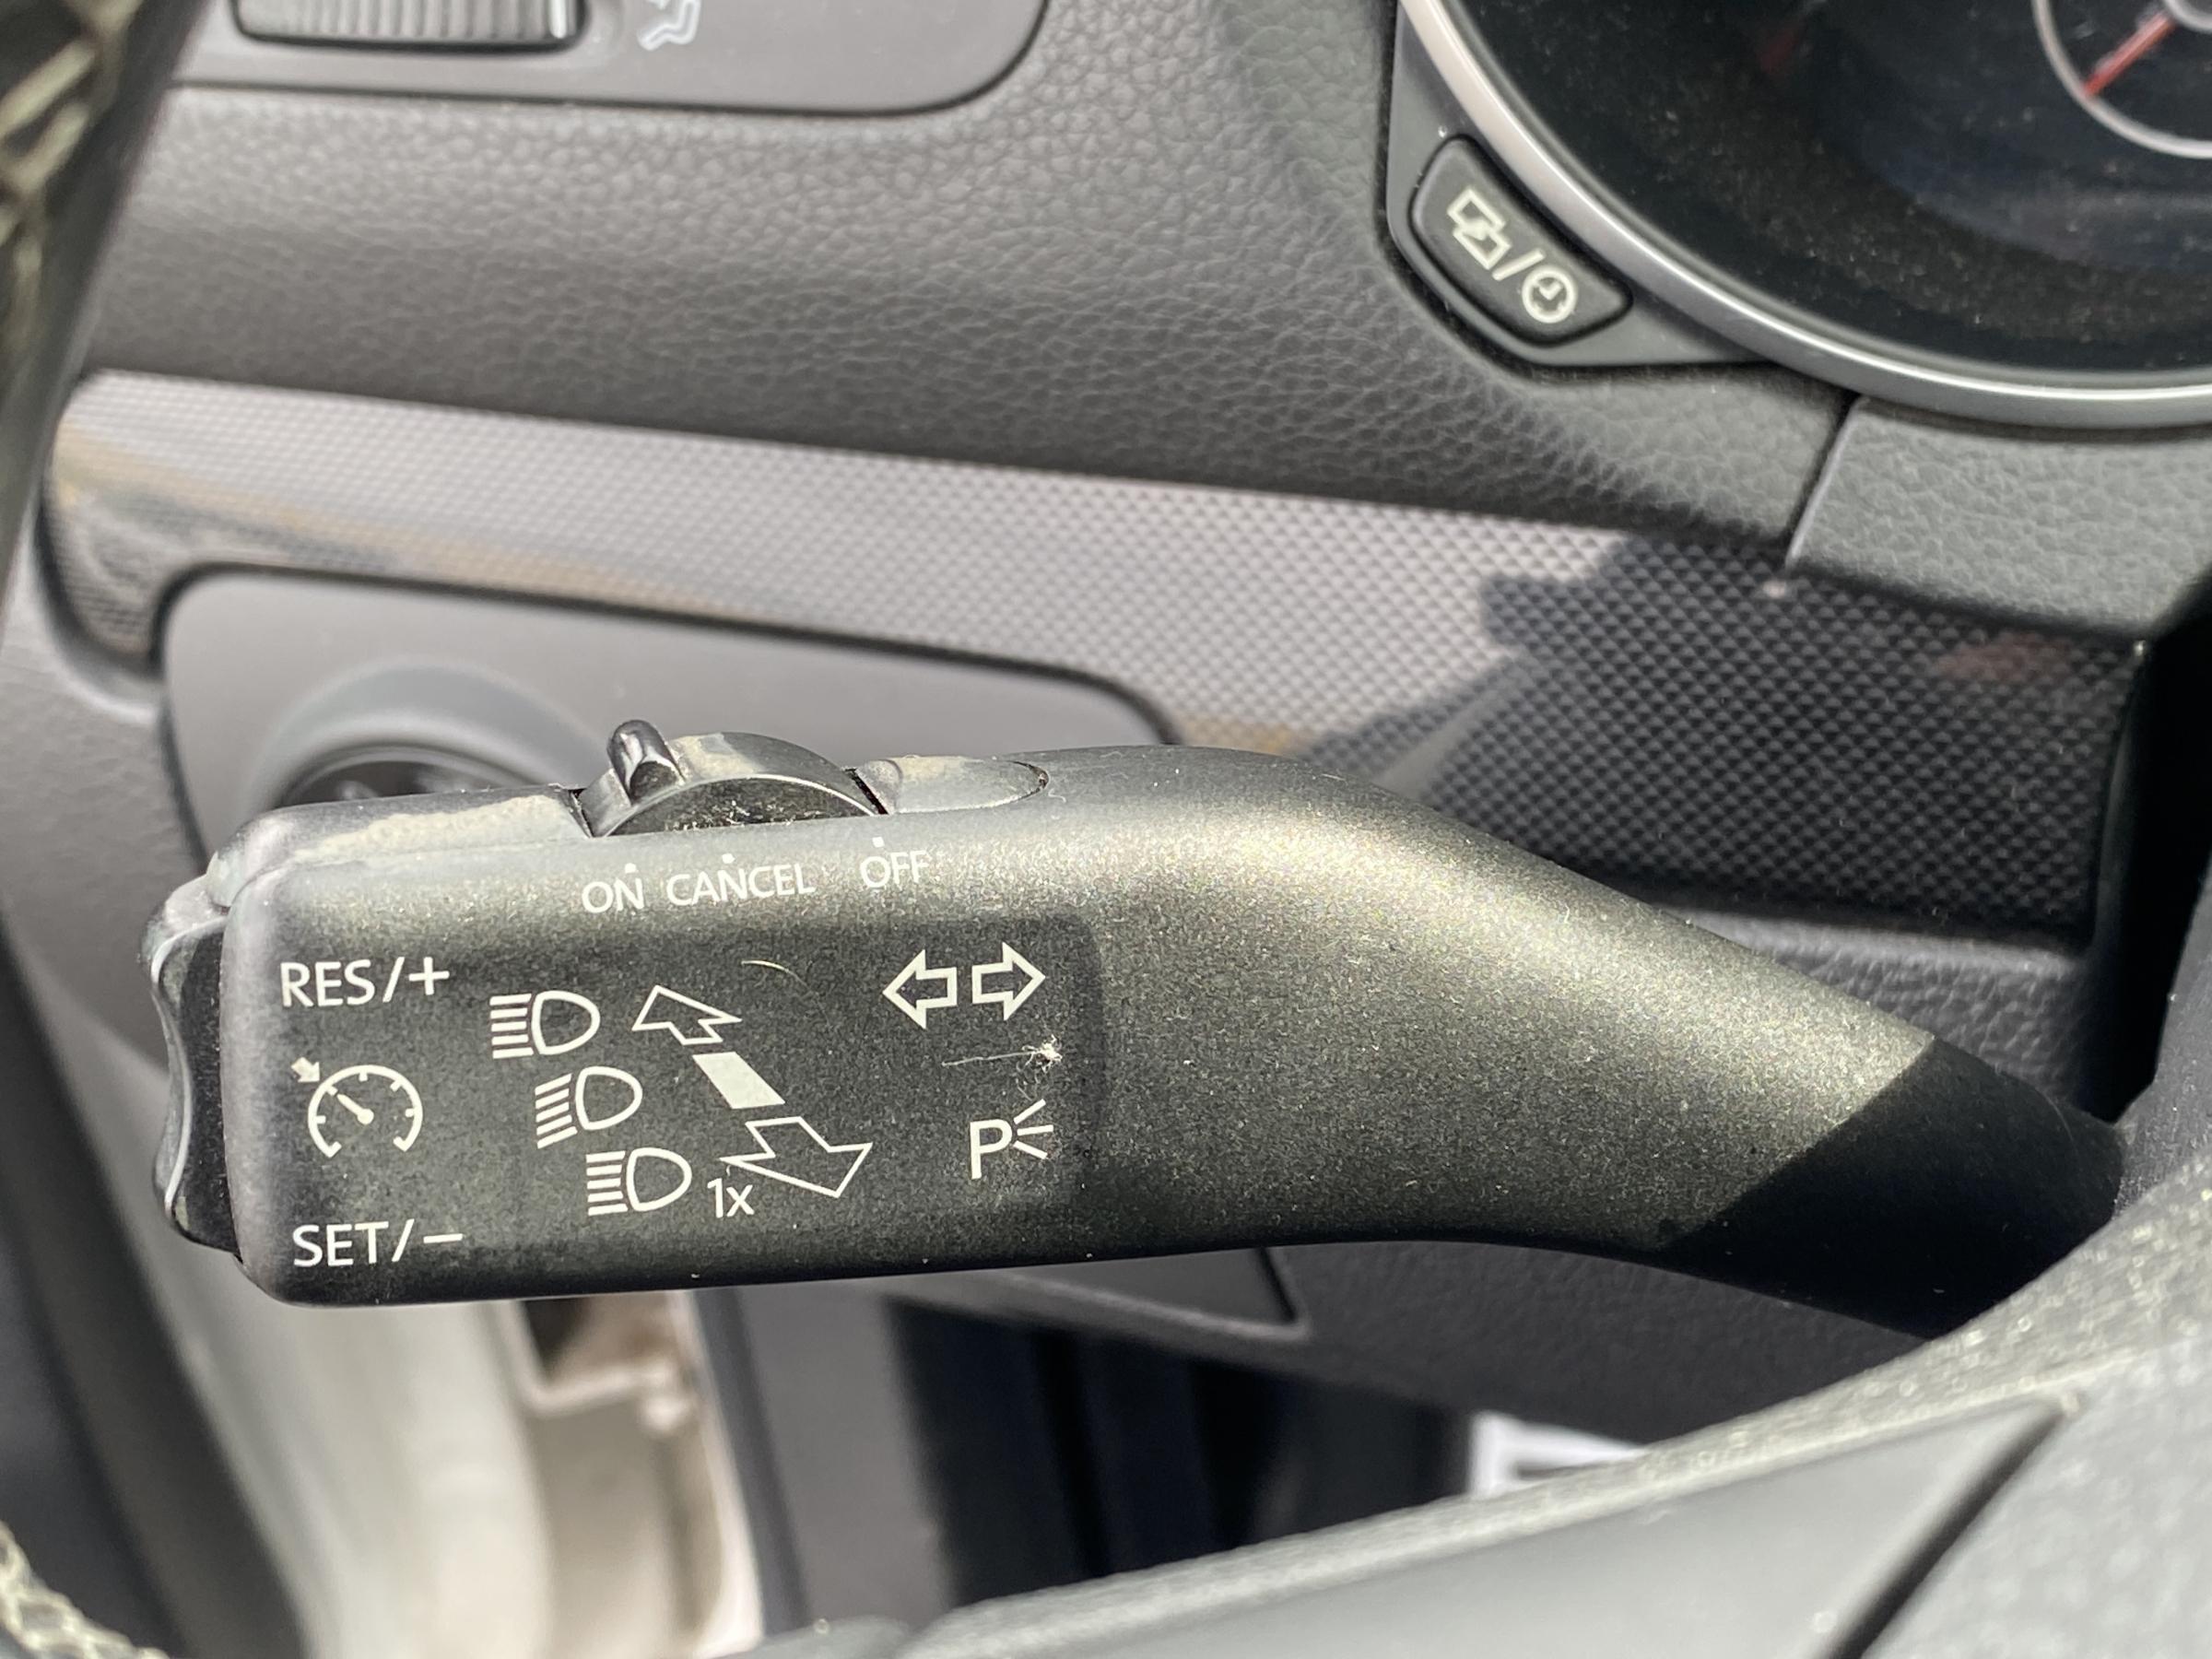 ON CANCEL OFF
RES/+
1x
P
SET/-